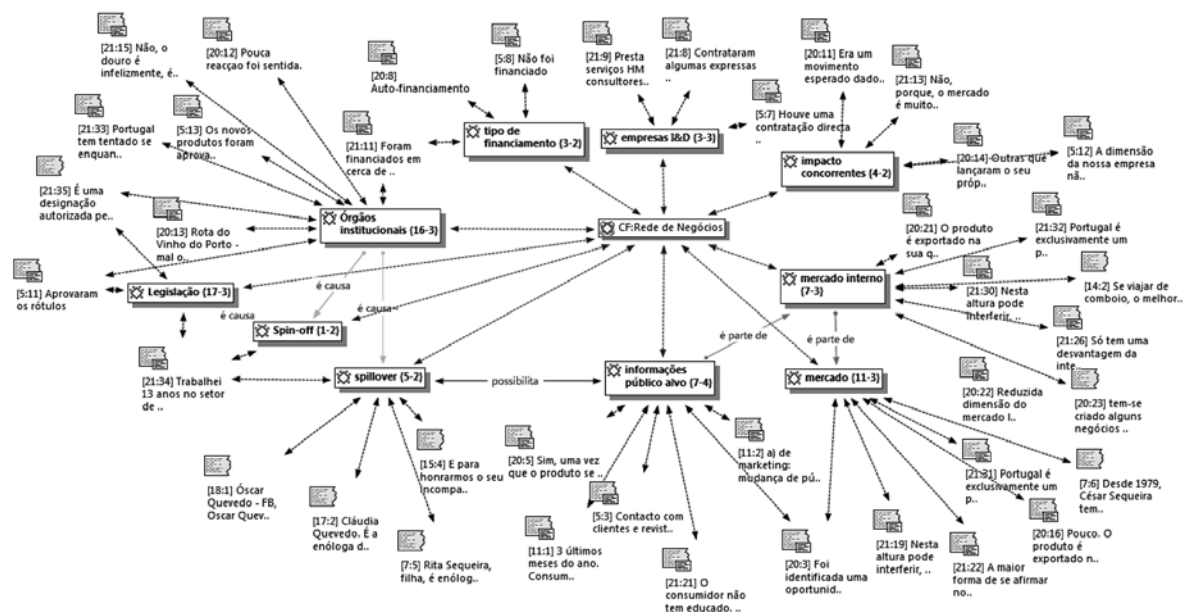 [21:15] Não, o
douro é
infelizmente, é..
[20:12] Pouca
reacçao foi sentida.
[20:8]
Auto-financiamento
[5:8] Não foi
financiado
[21:9] Presta
serviços HM
consultores..
[21:8] Contrataram
algumas expressas
..
[20:11] Era um
movimento
esperado dado..
[21:13] Não,
porque, o mercado
é muito..
[21:33] Portugal
tem tentado se
enquan..
[5:13] Os novos
produtos foram
aprova..
[21:11] Foram
financiados em
cerca de ..
tipo de
financiamento {3-2}
empresas I&D {3-3}
[5:7] Houve uma
contratação directa
..
impacto
concorrentes {4-2}
[20:14] Outras que
lançaram o seu
próp..
[5:12] A dimensão
da nossa empresa
nã..
[21:35] É uma
designação
autorizada pe..
[20:13] Rota do
Vinho do Porto -
mal o..
Órgãos
institucionais {16-3}
CF:Rede de Negócios
[20:21] O produto
é exportado na
sua q..
[21:32] Portugal é
exclusivamente um
p..
[5:11] Aprovaram
os rótulos
Legislação {17-3}
é causa
é causa
é causa
Spin-off {1-2}
mercado interno
{7-3}
[21:30] Nesta
altura pode
interferir, ..
[14:2] Se viajar de
comboio, o melhor..
[21:26] Só tem uma
desvantagem da
inte..
é parte de
é parte de
[21:34] Trabalhei
13 anos no setor
de ..
spillover {5-2}
possibilita
informações
público alvo {7-4}
mercado {11-3}
[20:22] Reduzida
dimensão do
mercado I..
[20:23] tem-se
criado alguns
negócios ..
[18:1] Óscar
Quevedo - FB,
Oscar Quev..
[17:2] Cláudia
Quevedo. É a
enóloga d..
[15:4] E para
honrarmos o seu
incompa..
[7:5] Rita Sequeira,
filha, é enólog..
[20:5] Sim, uma vez
que o produto se ..
[11:1] 3 últimos
meses do ano.
Consum..
[5:3] Contacto com
clientes e revist..
[21:21] O
consumidor não
tem educado. ..
[11:2] a) de
marketing:
mudança de pú..
[20:3] Foi
identificada uma
oportunid..
[21:19] Nesta
altura pode
interferir, ..
[21:31] Portugal é
exclusivamente um
p..
[21:22] A maior
forma de se afirmar
no..
[20:16] Pouco. O
produto é
exportado n..
[7:6] Desde 1979,
César Sequeira
tem..